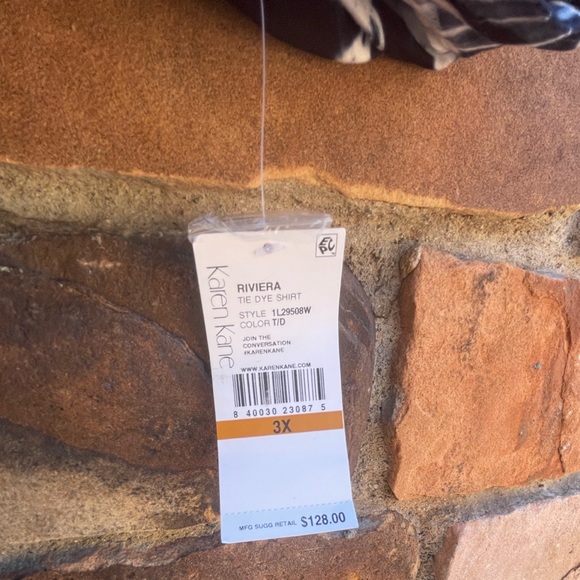 EPC
Karen Kane
RIVIERA
TIE DYE SHIRT
STYLE 1L29508W
COLOR T/D
JOIN THE
CONVERSATION
#KARENKANE
WWW.KARENKANE.COM
8 40030 23087 5
3X
MFG SUGG RETAIL $128.00